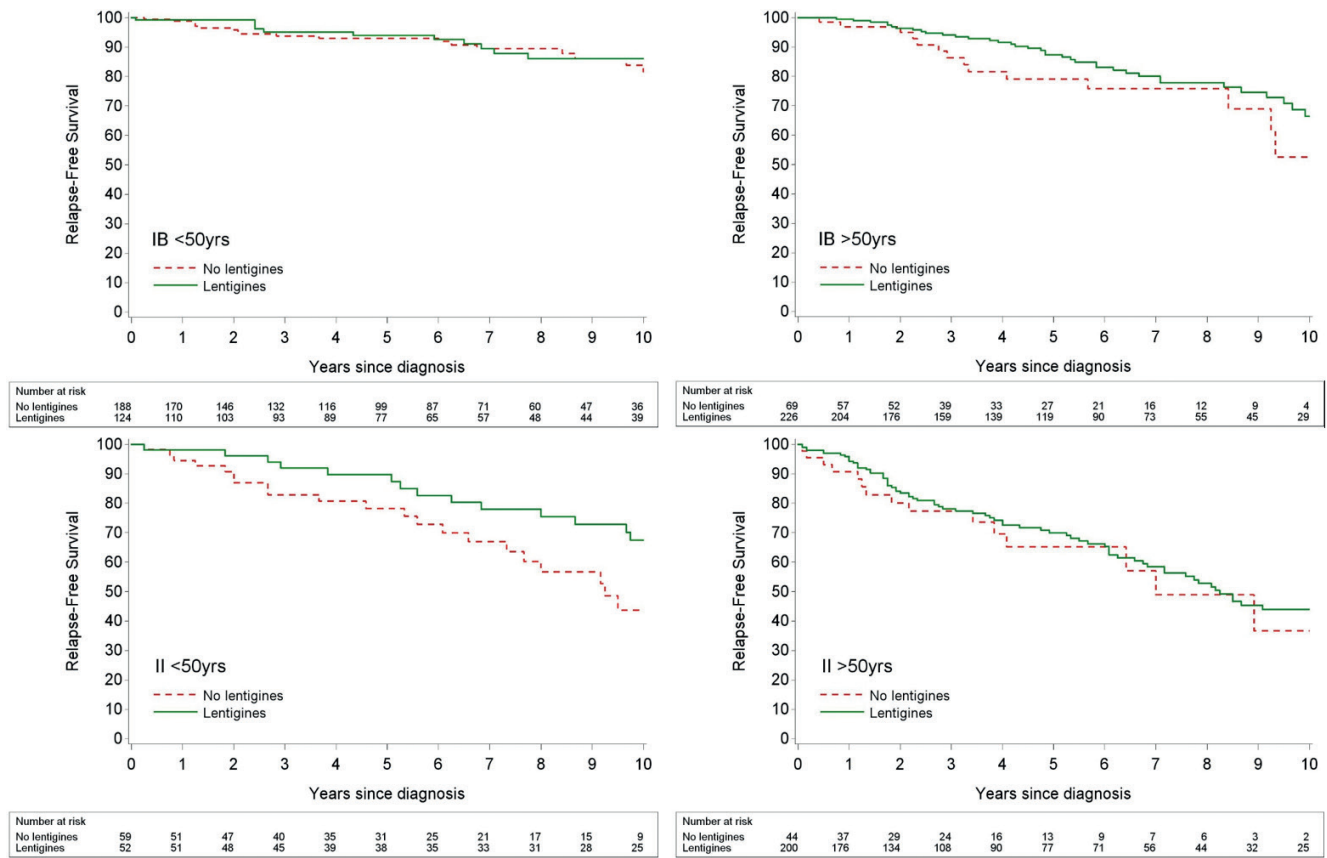 100
90
80
70
60
50
40
30
20
10
0
Relapse-Free Survival
IB <50yrs
No lentigines
Lentigines
0 1 2 3 4 5 6 7 8 9 10
Years since diagnosis
Number at risk
No lentigines 188 170 146 132 116 99 87 71 60 47 36
Lentigines 124 110 103 93 89 77 65 57 48 44 39
100
90
80
70
60
50
40
30
20
10
0
Relapse-Free Survival
IB >50yrs
No lentigines
Lentigines
0 1 2 3 4 5 6 7 8 9 10
Years since diagnosis
Number at risk
No lentigines 69 57 52 39 33 27 21 16 12 9 4
Lentigines 226 204 176 159 139 119 90 73 55 45 29
100
90
80
70
60
50
40
30
20
10
0
Relapse-Free Survival
II <50yrs
No lentigines
Lentigines
0 1 2 3 4 5 6 7 8 9 10
Years since diagnosis
Number at risk
No lentigines 59 51 47 40 35 31 25 21 17 15 9
Lentigines 52 51 48 45 39 38 35 33 31 28 25
100
90
80
70
60
50
40
30
20
10
0
Relapse-Free Survival
II >50yrs
No lentigines
Lentigines
0 1 2 3 4 5 6 7 8 9 10
Years since diagnosis
Number at risk
No lentigines 44 37 29 24 16 13 9 7 6 3 2
Lentigines 200 176 134 108 90 77 71 56 44 32 25